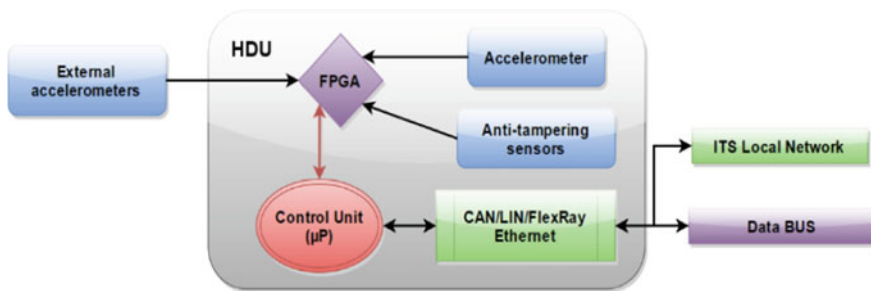 HDU
External
accelerometers
FPGA
Accelerometer
Anti-tampering
sensors
ITS Local Network
Control Unit
(µP)
CAN/LIN/FlexRay
Ethernet
Data BUS